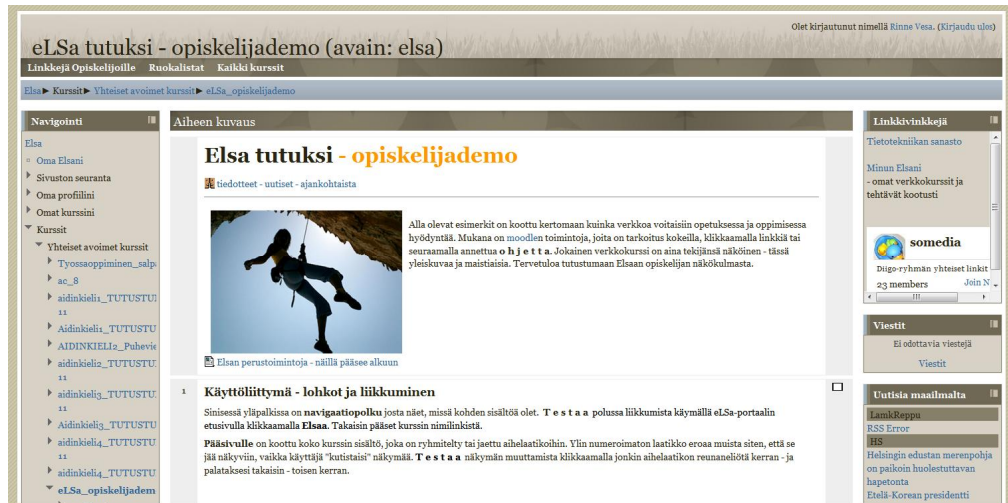 Olet kirjautunut nimellä Rinne Vesa. (Kirjaudu ulos)
eLSa tutuksi - opiskelijademo (avain: elsa)
Linkkejä Opiskelijoille Ruokalistat Kaikki kurssit
Elsa► Kurssit► Yhteiset avoimet kurssit► eLSa_opiskelijademo
Navigointi
Elsa
Oma Elsani
Sivuston seuranta
Oma profiilini
Omat kurssini
Kurssit
Yhteiset avoimet kurssit
Tyossaoppiminen_salp
ac_8
aidinkieli1_TUTUSTU
11
Aidinkieli1_TUTUSTU
AIDINKIELI2_Puhevie
aidinkieli2_TUTUSTU
11
aidinkieli3_TUTUSTU
11
Aidinkieli3_TUTUSTU
aidinkieli4_TUTUSTU
11
aidinkieli4_TUTUSTU
eLSa_opiskelijadem
Aiheen kuvaus
Elsa tutuksi - opiskelijademo
tiedotteet - uutiset - ajankohtaista
Alla olevat esimerkit on koottu kertomaan kuinka verkkoa voitaisiin opetuksessa ja oppimisessa
hyödyntää. Mukana on moodlen toimintoja, joita on tarkoitus kokeilla, klikkaamalla linkkiä tai
seuraamalla annettua o h j e t t a. Jokainen verkkokurssi on aina tekijänsä näköinen - tässä
yleiskuvaa ja maistiaisia. Tervetuloa tutustumaan Elsaan opiskelijan näkökulmasta.
Elsan perustoimintoja - näillä pääsee alkuun
1 Käyttöliittymä - lohkot ja liikkuminen
Sinisessä yläpalkissa on navigaatiopolku josta näet, missä kohden sisältöä olet. T e s t a a polussa liikkumista käymällä eLSa-portaalin
etusivulla klikkaamalla Elsaa. Takaisin pääset kurssin nimilinkistä.
Pääsivulle on koottu koko kurssin sisältö, joka on ryhmitelty tai jaettu aihelaatikoihin. Ylin numeroimaton laatikko eroaa muista siten, että se
jää näkyviin, vaikka käyttäjä "kutistaisi" näkymää. T e s t a a näkymän muuttamista klikkaamalla jonkin aihelaatikon reunaneliötä kerran - ja
palataksesi takaisin - toisen kerran.
Linkkivinkkejä
Tietotekniikan sanasto
Minun Elsani
- omat verkkokurssit ja
tehtävät kootusti
somedia
Diigo-ryhmän yhteiset linkit
23 members Join N
Viestit
Ei odottavia viestejä
Viestit
Uutisia maailmalta
LamkReppu
RSS Error
HS
Helsingin edustan merenpohja
on paikoin huolestuttavan
hapetonta
Etelä-Korean presidentti